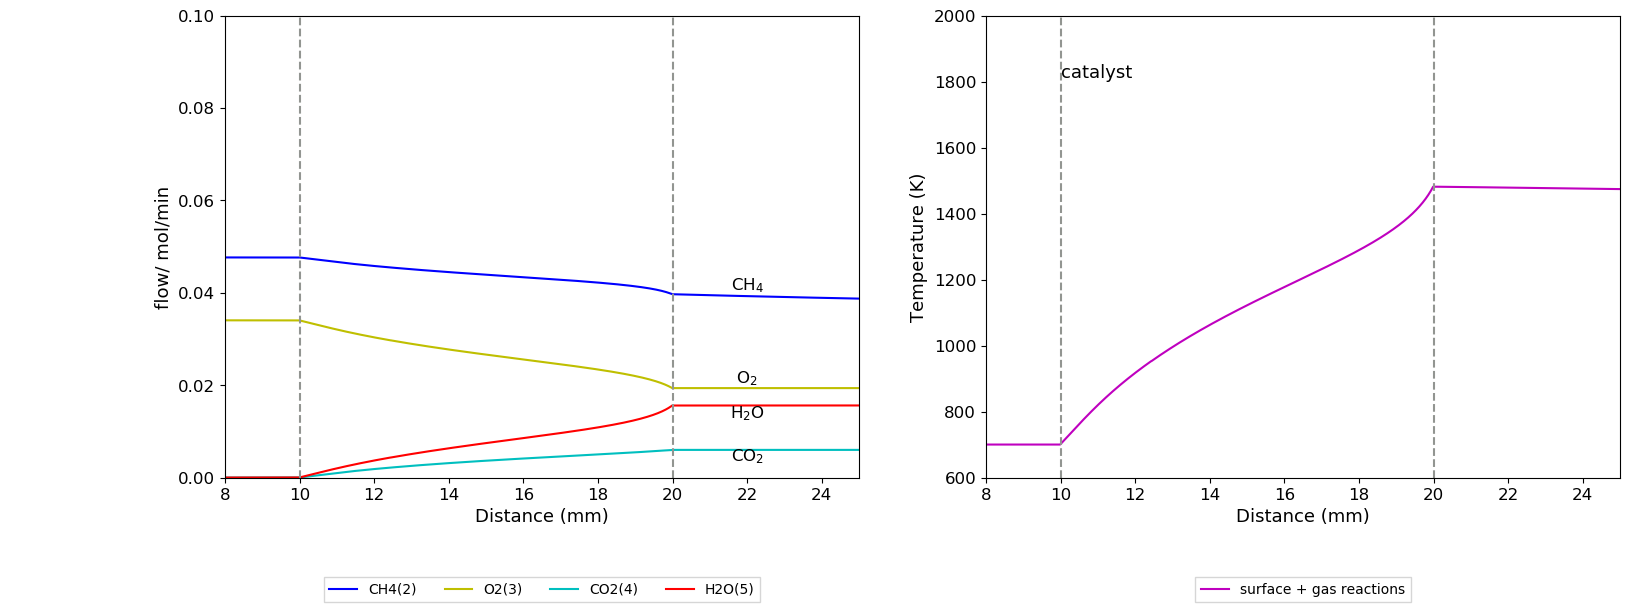 0.10
0.08
0.06
0.04
0.02
0.00
flow/ mol/min
CH4
O2
H2O
CO2
8 10 12 14 16 18 20 22 24
Distance (mm)
CH4(2) O2(3) CO2(4) H2O(5)
2000
1800
1600
1400
1200
1000
800
600
Temperature (K)
catalyst
8 10 12 14 16 18 20 22 24
Distance (mm)
surface + gas reactions